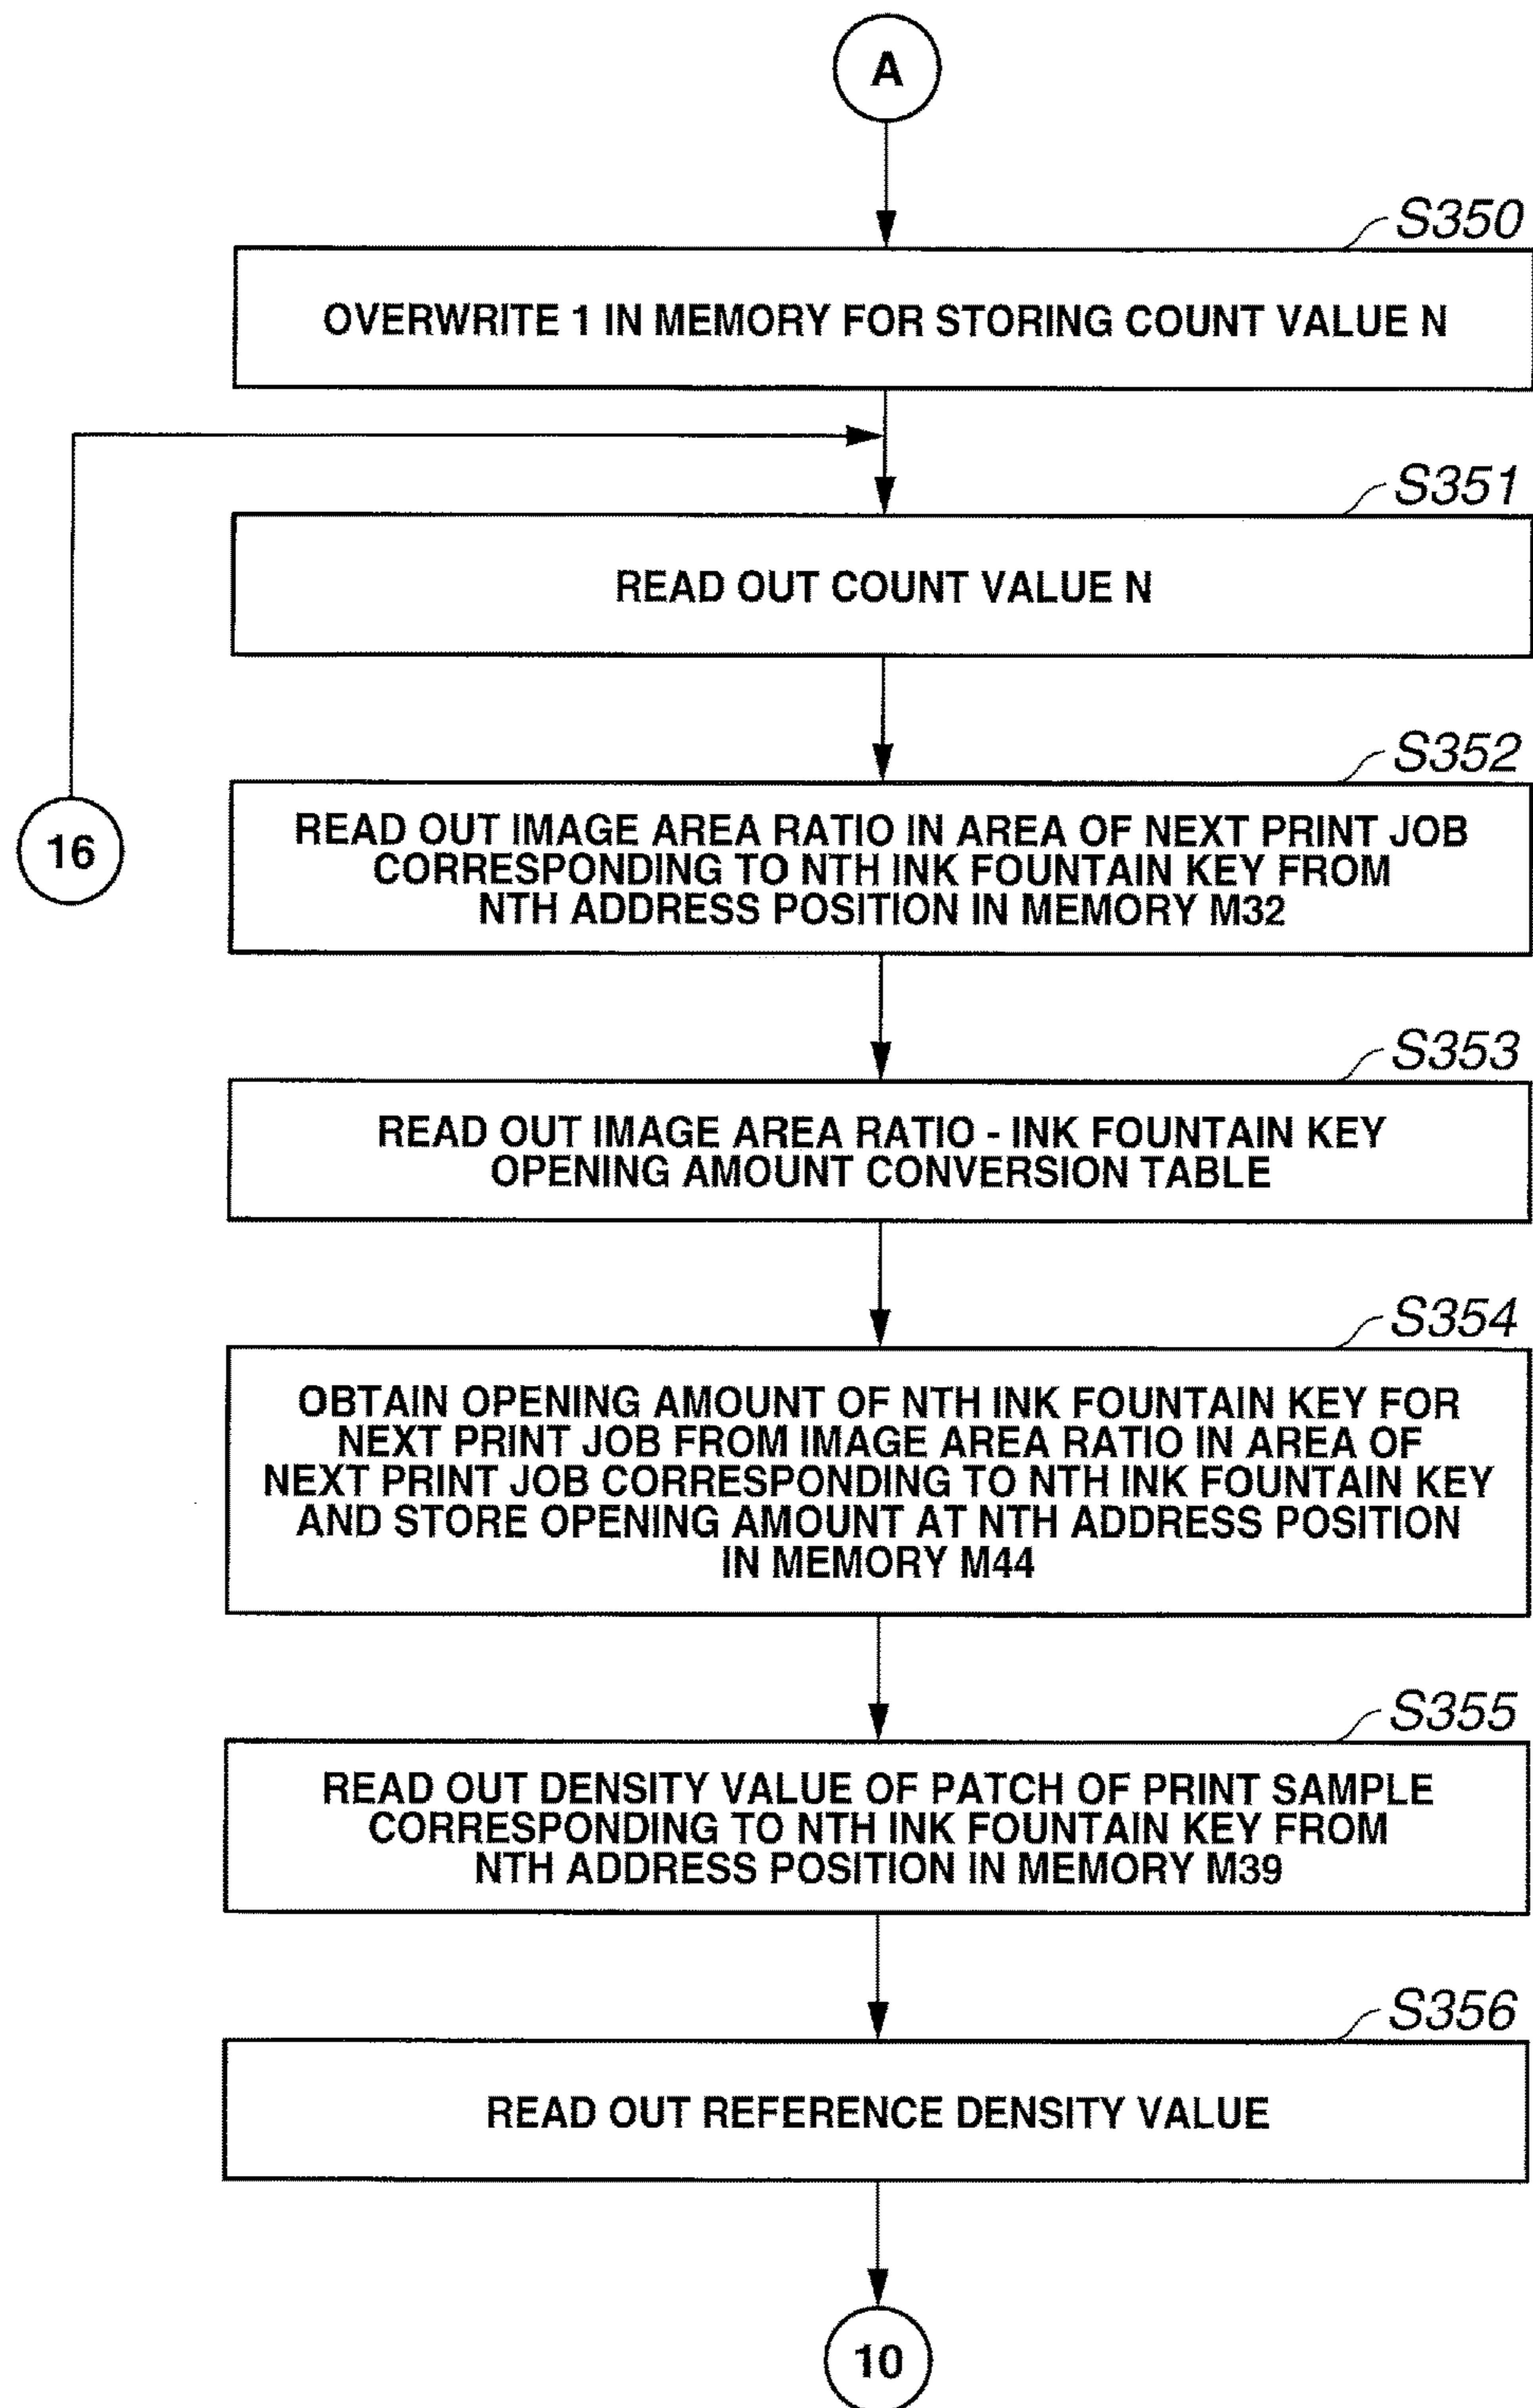 A
S350
OVERWRITE 1 IN MEMORY FOR STORING COUNT VALUE N
S351
READ OUT COUNT VALUE N
S352
READ OUT IMAGE AREA RATIO IN AREA OF NEXT PRINT JOB
CORRESPONDING TO NTH INK FOUNTAIN KEY FROM
NTH ADDRESS POSITION IN MEMORY M32
16
S353
READ OUT IMAGE AREA RATIO - INK FOUNTAIN KEY
OPENING AMOUNT CONVERSION TABLE
S354
OBTAIN OPENING AMOUNT OF NTH INK FOUNTAIN KEY FOR
NEXT PRINT JOB FROM IMAGE AREA RATIO IN AREA OF
NEXT PRINT JOB CORRESPONDING TO NTH INK FOUNTAIN KEY
AND STORE OPENING AMOUNT AT NTH ADDRESS POSITION
IN MEMORY M44
S355
READ OUT DENSITY VALUE OF PATCH OF PRINT SAMPLE
CORRESPONDING TO NTH INK FOUNTAIN KEY FROM
NTH ADDRESS POSITION IN MEMORY M39
S356
READ OUT REFERENCE DENSITY VALUE
10